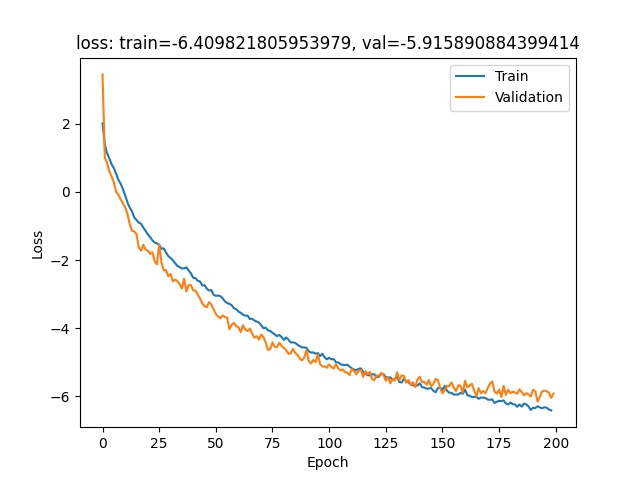 loss: train=-6.409821805953979, val=-5.915890884399414
Train
Validation
Loss
2
0
−2
−4
−6
0 25 50 75 100 125 150 175 200
Epoch